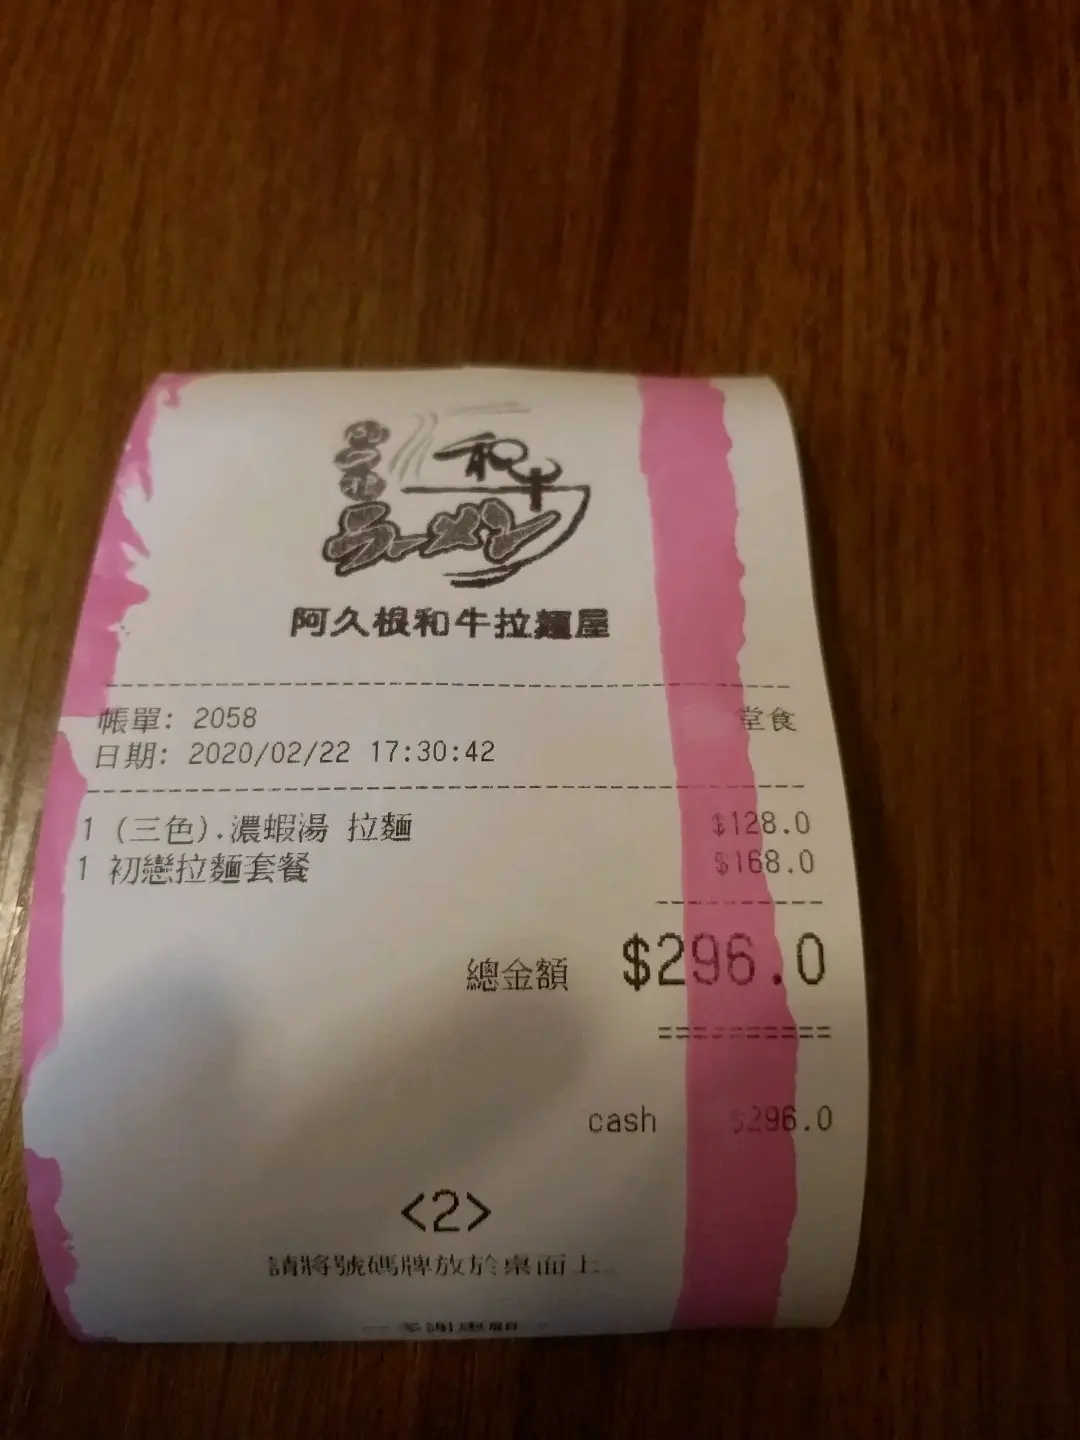 和牛
ラーメン
阿久根和牛拉麵屋
帳單: 2058 堂食
日期: 2020/02/22 17:30:42
1 (三色).濃蝦湯 拉麵 $128.0
1 初戀拉麵套餐 $168.0
總金額 $296.0
cash $296.0
<2>
請將號碼牌放於桌面上